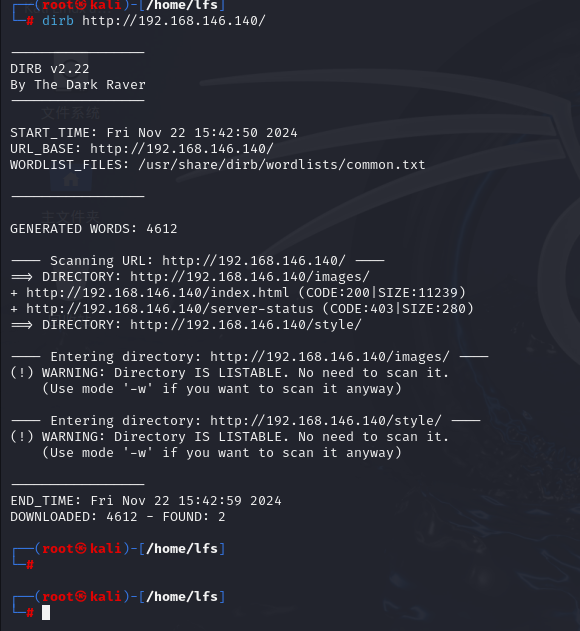 ┌──(root㉿kali)-[/home/lfs]
└─# dirb http://192.168.146.140/
-----------------
DIRB v2.22
By The Dark Raver
-----------------
START_TIME: Fri Nov 22 15:42:50 2024
URL_BASE: http://192.168.146.140/
WORDLIST_FILES: /usr/share/dirb/wordlists/common.txt
-----------------
GENERATED WORDS: 4612
---- Scanning URL: http://192.168.146.140/ ----
==> DIRECTORY: http://192.168.146.140/images/
+ http://192.168.146.140/index.html (CODE:200|SIZE:11239)
+ http://192.168.146.140/server-status (CODE:403|SIZE:280)
==> DIRECTORY: http://192.168.146.140/style/
---- Entering directory: http://192.168.146.140/images/ ----
(!) WARNING: Directory IS LISTABLE. No need to scan it.
(Use mode '-w' if you want to scan it anyway)
---- Entering directory: http://192.168.146.140/style/ ----
(!) WARNING: Directory IS LISTABLE. No need to scan it.
(Use mode '-w' if you want to scan it anyway)
-----------------
END_TIME: Fri Nov 22 15:42:59 2024
DOWNLOADED: 4612 - FOUND: 2
┌──(root㉿kali)-[/home/lfs]
└─#
┌──(root㉿kali)-[/home/lfs]
└─#
文件系统
主文件夹